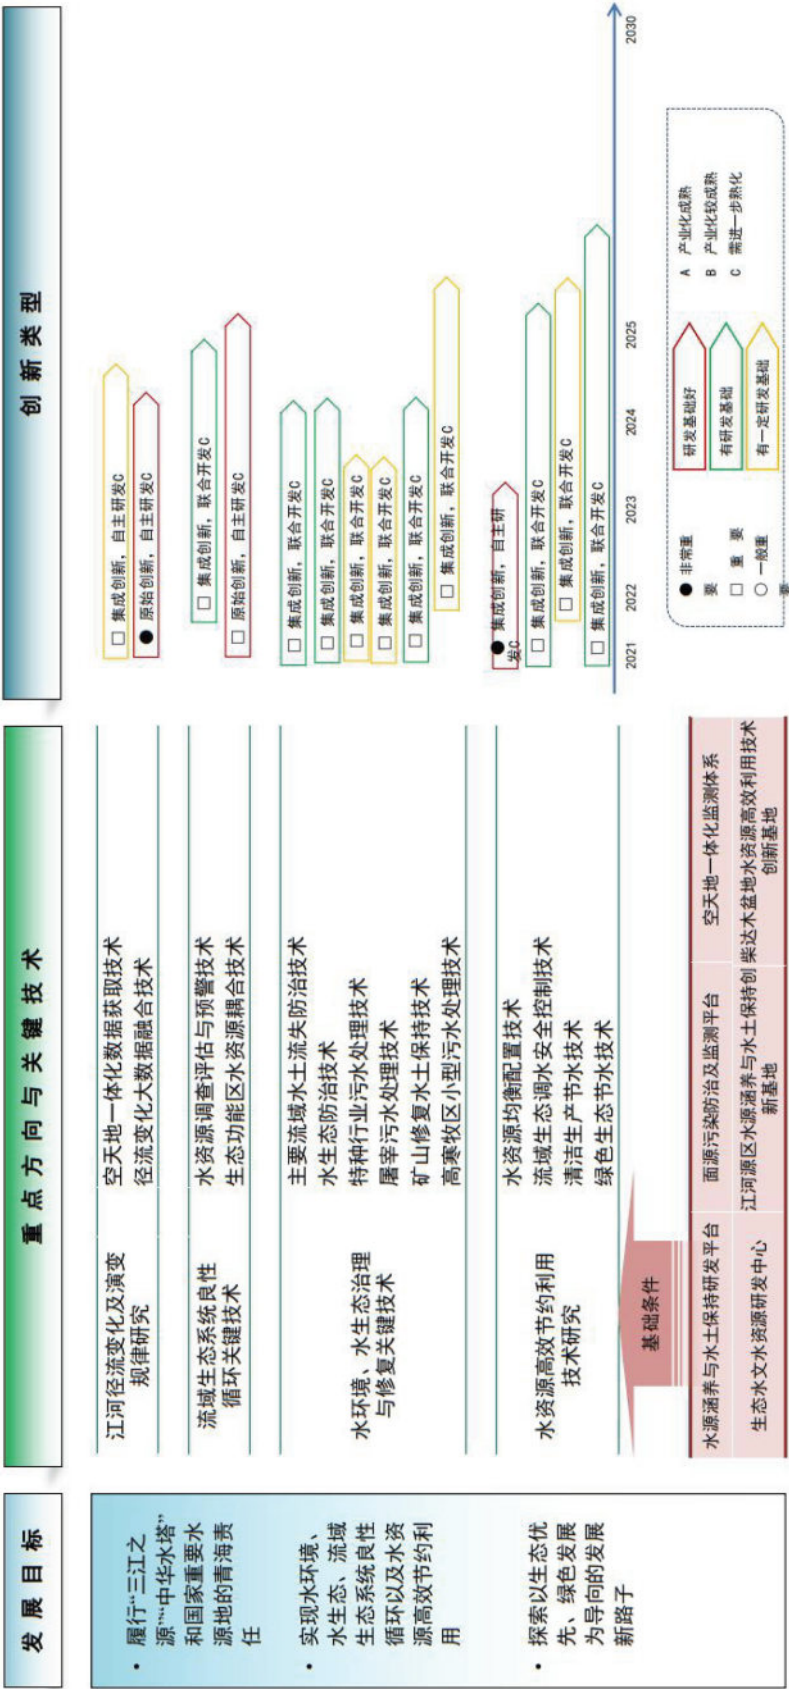 发展目标
重点方向与关键技术
创新类型
• 履行“三江之
源”“中华水塔”
和国家重要水
源地的青海责
任
• 实现水环境、
水生态、流域
生态系统良性
循环以及水资
源高效节约利
用
• 探索以生态优
先、绿色发展
为导向的发展
新路子
江河径流变化及演变
规律研究
空天地一体化数据获取技术
径流变化大数据融合技术
□ 集成创新，自主研发C
● 原始创新，自主研发C
流域生态系统良性
循环关键技术
水资源调查评估与预警技术
生态功能区水资源耦合技术
□ 集成创新，联合开发C
□ 原始创新，自主研发C
水环境、水生态治理
与修复关键技术
主要流域水土流失防治技术
水生态防治技术
特种行业污水处理技术
屠宰污水处理技术
矿山修复水土保持技术
高寒牧区小型污水处理技术
□ 集成创新，联合开发C
□ 集成创新，联合开发C
□ 集成创新，联合开发C
□ 集成创新，联合开发C
□ 集成创新，联合开发C
□ 集成创新，联合开发C
水资源高效节约利用
技术研究
水资源均衡配置技术
流域生态调水安全控制技术
清洁生产节水技术
绿色生态节水技术
● 集成创新，自主研
发C
□ 集成创新，联合开发C
□ 集成创新，联合开发C
□ 集成创新，联合开发C
2021 2022 2023 2024 2025 2030
基础条件
水源涵养与水土保持研发平台
面源污染防治及监测平台
空天地一体化监测体系
生态水文水资源研发中心
江河源区水源涵养与水土保持创
新基地
柴达木盆地水资源高效利用技术
创新基地
● 非常重
要
□ 重 要
○ 一般重
要
研发基础好
有研发基础
有一定研发基础
A 产业化成熟
B 产业化较成熟
C 需进一步熟化